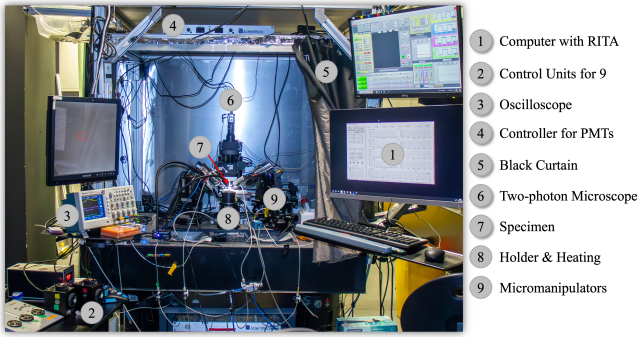 4
5
6
7
1
3
8
9
2
1 Computer with RITA
2 Control Units for 9
3 Oscilloscope
4 Controller for PMTs
5 Black Curtain
6 Two-photon Microscope
7 Specimen
8 Holder & Heating
9 Micromanipulators